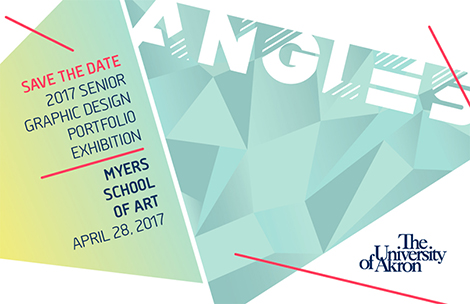 ANGLES
SAVE THE DATE
2017 SENIOR
GRAPHIC DESIGN
PORTFOLIO
EXHIBITION
MYERS
SCHOOL
OF ART
APRIL 28, 2017
The
University
of Akron